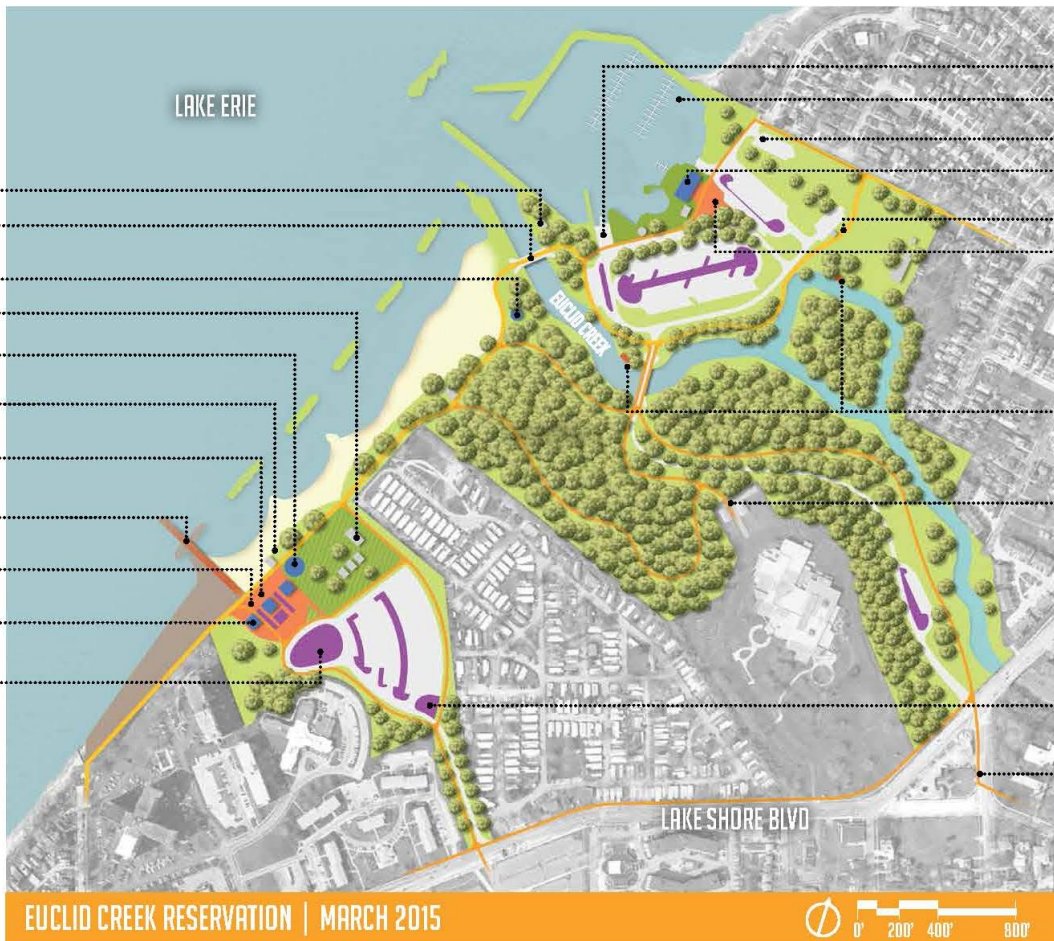 LAKE ERIE
EUCLID CREEK
LAKE SHORE BLVD
EUCLID CREEK RESERVATION | MARCH 2015
0' 200' 400' 800'